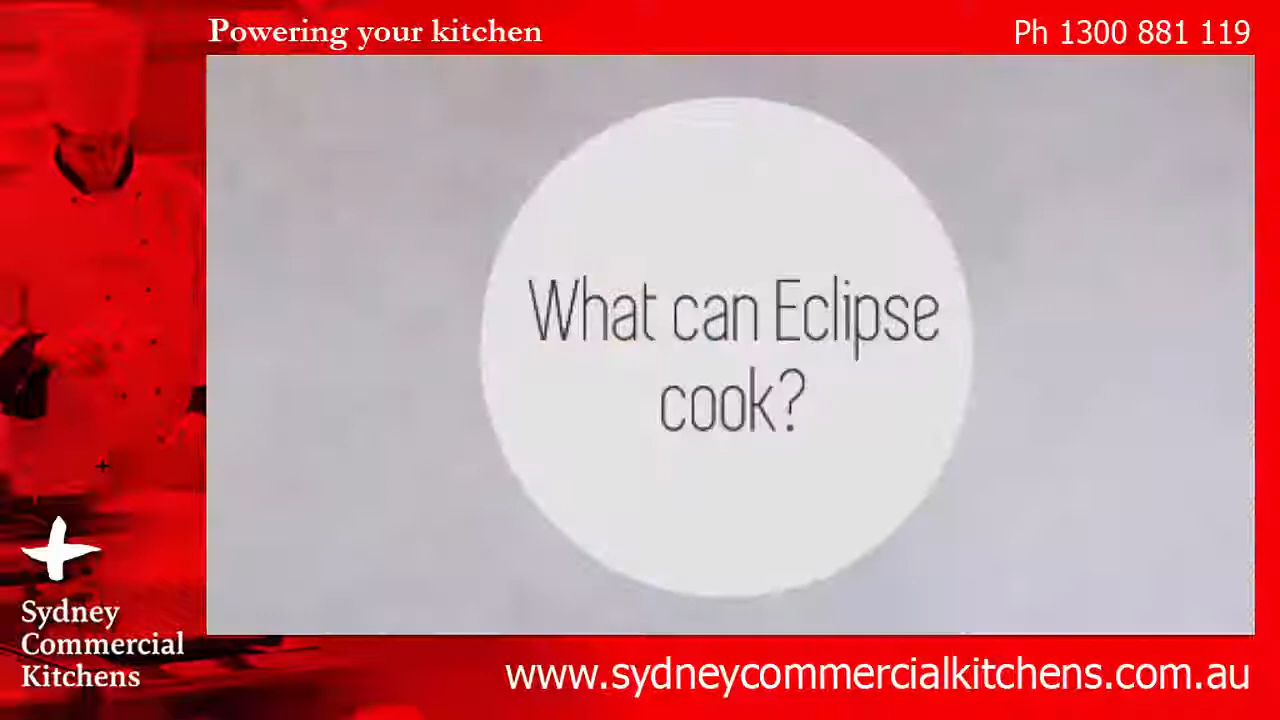 Powering your kitchen
Ph 1300 881 119
What can Eclipse
cook?
Sydney
Commercial
Kitchens
www.sydneycommercialkitchens.com.au